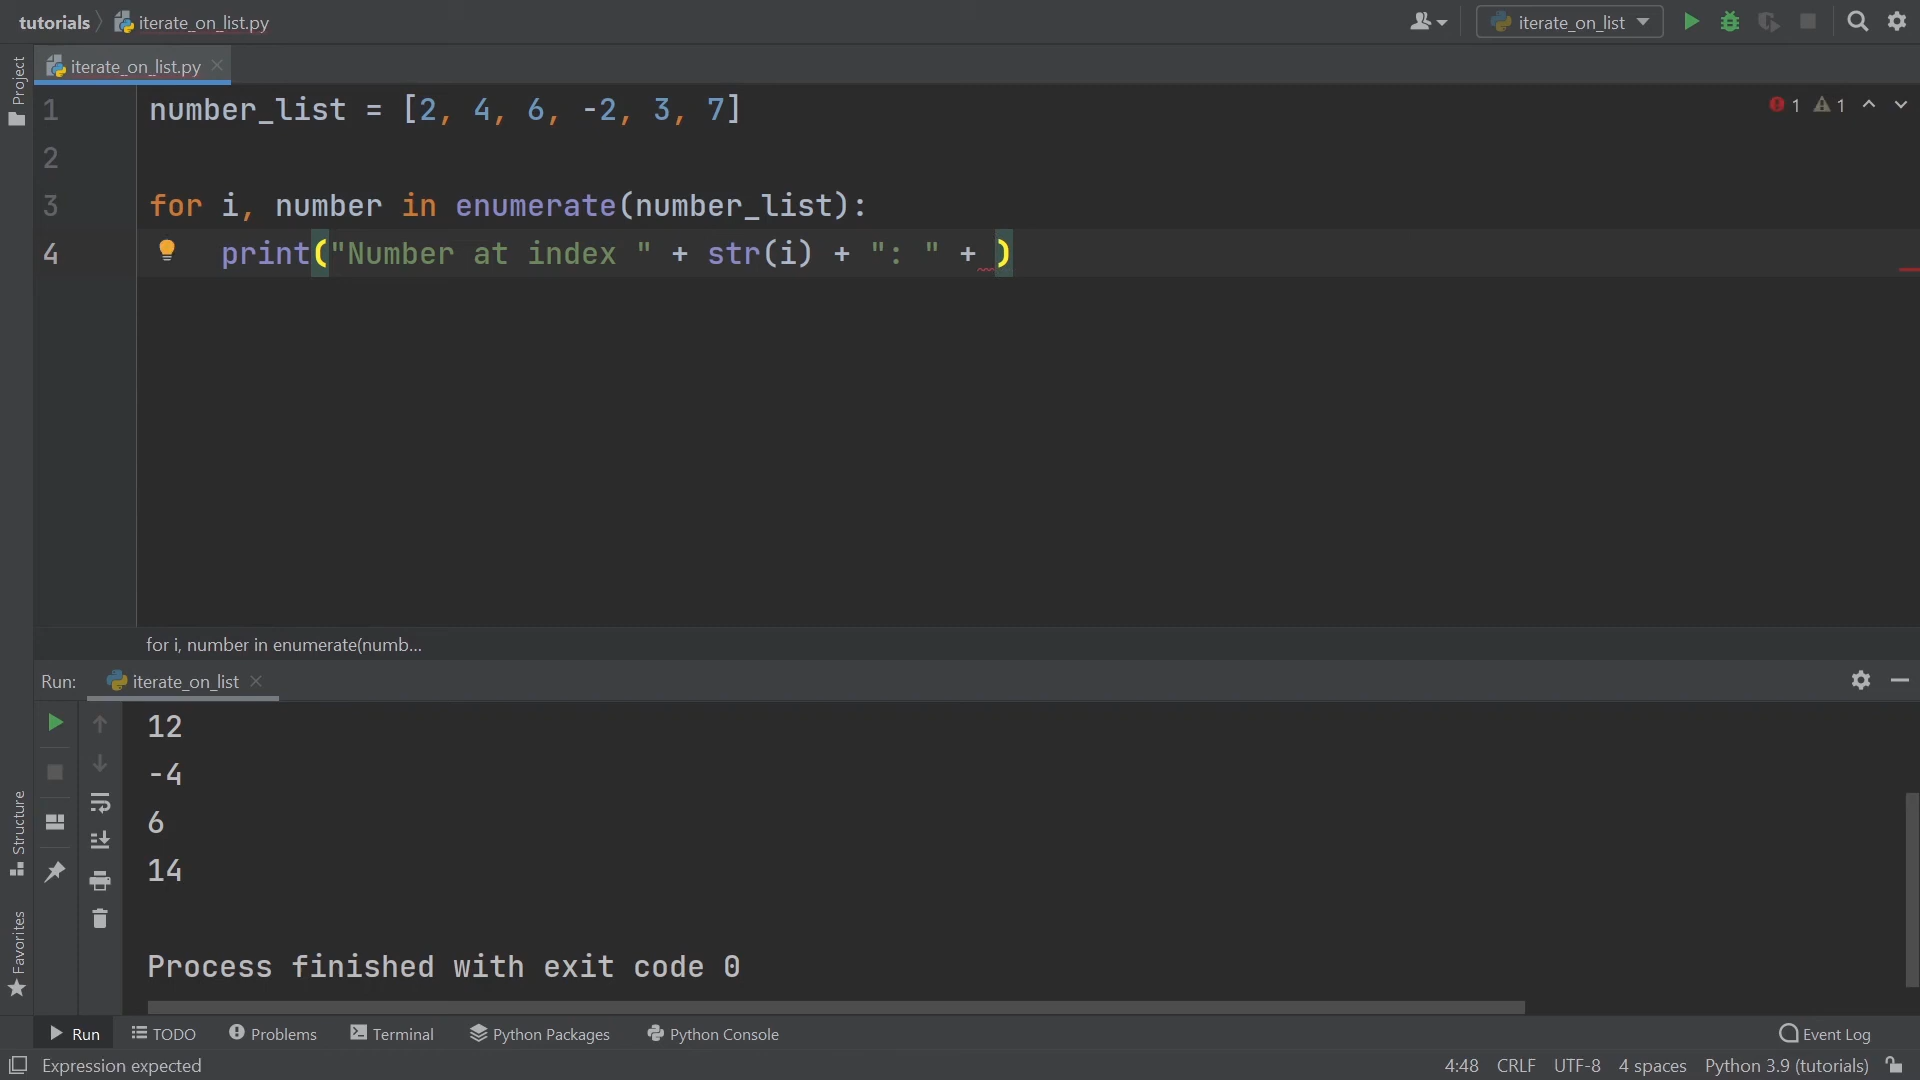 tutorials iterate_on_list.py
iterate_on_list
iterate_on_list.py
Project
1 number_list = [2, 4, 6, -2, 3, 7]
1 1
2
3 for i, number in enumerate(number_list):
4 print("Number at index " + str(i) + ": " + )
for i, number in enumerate(numb...
Run: iterate_on_list
12
-4
6
14
Process finished with exit code 0
Structure
Favorites
Run TODO Problems Terminal Python Packages Python Console Event Log
Expression expected 4:48 CRLF UTF-8 4 spaces Python 3.9 (tutorials)